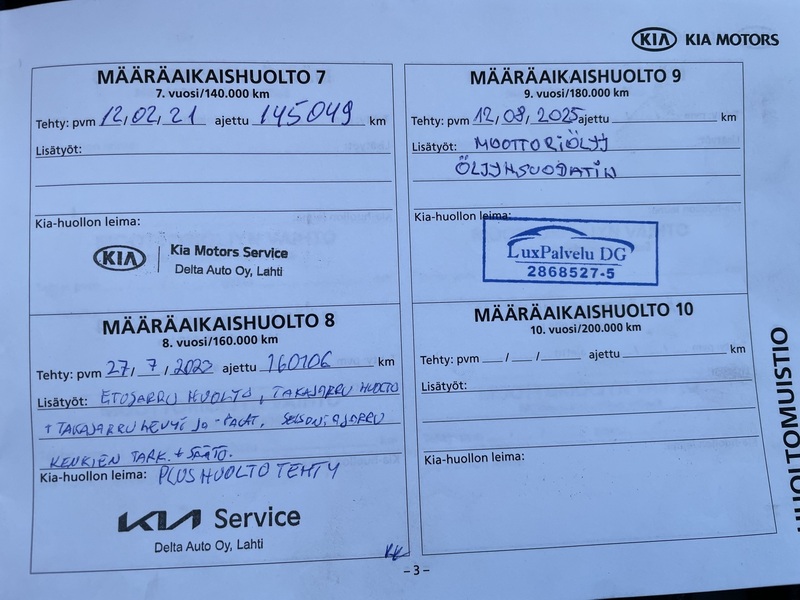 KIA KIA MOTORS
MÄÄRÄAIKAISHUOLTO 7
7. vuosi/140.000 km
Tehty: pvm 12, 02, 21 ajettu 145049 km
Lisätyöt:
Kia-huollon leima:
KIA Kia Motors Service
Delta Auto Oy, Lahti
MÄÄRÄAIKAISHUOLTO 8
8. vuosi/160.000 km
Tehty: pvm 27, 7, 2022 ajettu 160106 km
Lisätyöt: ETUJARRU HUOLTO, TAKAJARRU HUOLTO
+ TAKAJARRULEVYT JA -PALAT, SEISONTAJARRU
KENKIEN TARK. + SÄÄTÖ.
Kia-huollon leima: PLUSHUOLTO TEHTY
KIA Service
Delta Auto Oy, Lahti
KK
MÄÄRÄAIKAISHUOLTO 9
9. vuosi/180.000 km
Tehty: pvm 12, 08, 2025 ajettu km
Lisätyöt: MOOTTORIÖLJY
ÖLJYNSUODATIN
Kia-huollon leima:
LuxPalvelu DG
2868527-5
MÄÄRÄAIKAISHUOLTO 10
10. vuosi/200.000 km
Tehty: pvm / / ajettu km
Lisätyöt:
Kia-huollon leima:
- 3 -
HUOLTOMUISTIO